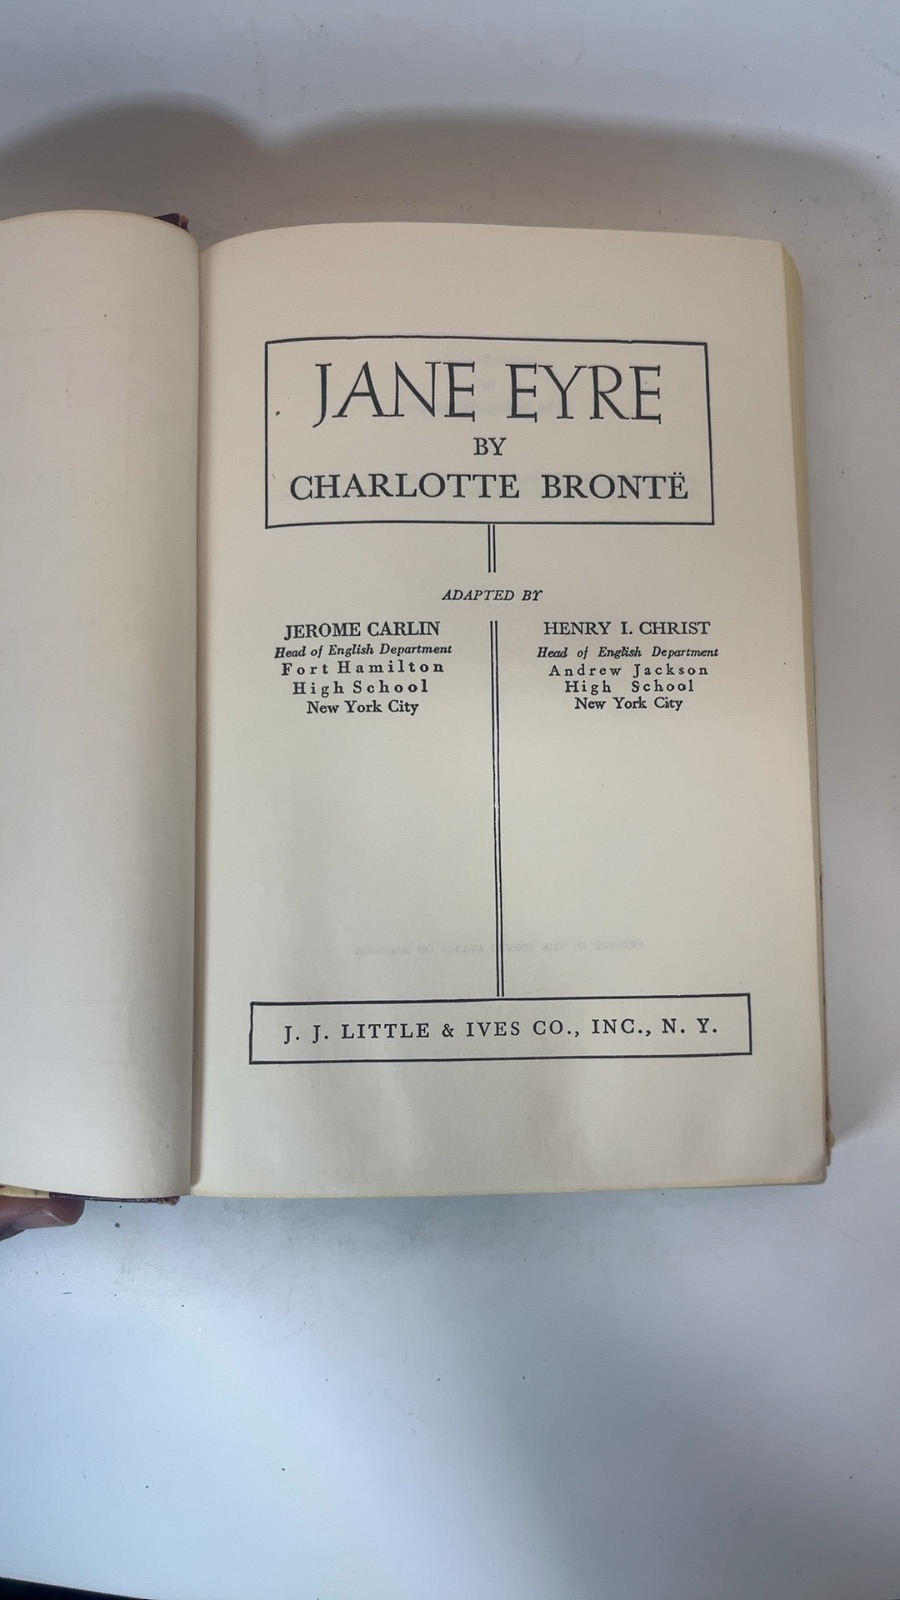 JANE EYRE
BY
CHARLOTTE BRONTË
ADAPTED BY
JEROME CARLIN
Head of English Department
Fort Hamilton
High School
New York City
HENRY I. CHRIST
Head of English Department
Andrew Jackson
High School
New York City
J. J. LITTLE & IVES CO., INC., N. Y.